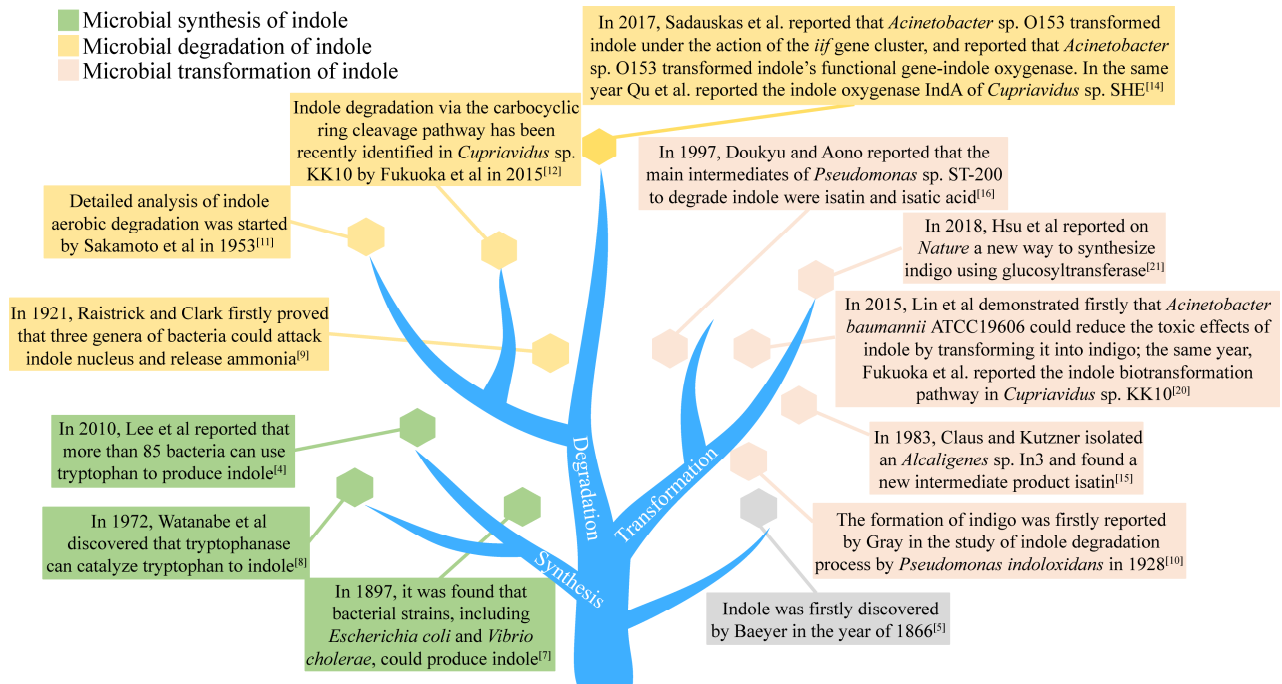 Microbial synthesis of indole
Microbial degradation of indole
Microbial transformation of indole
In 2017, Sadauskas et al. reported that Acinetobacter sp. O153 transformed
indole under the action of the iif gene cluster, and reported that Acinetobacter
sp. O153 transformed indole’s functional gene-indole oxygenase. In the same
year Qu et al. reported the indole oxygenase IndA of Cupriavidus sp. SHE[14]
Indole degradation via the carbocyclic
ring cleavage pathway has been
recently identified in Cupriavidus sp.
KK10 by Fukuoka et al in 2015[12]
In 1997, Doukyu and Aono reported that the
main intermediates of Pseudomonas sp. ST-200
to degrade indole were isatin and isatic acid[16]
Detailed analysis of indole
aerobic degradation was started
by Sakamoto et al in 1953[11]
In 2018, Hsu et al reported on
Nature a new way to synthesize
indigo using glucosyltransferase[21]
In 1921, Raistrick and Clark firstly proved
that three genera of bacteria could attack
indole nucleus and release ammonia[9]
In 2015, Lin et al demonstrated firstly that Acinetobacter
baumannii ATCC19606 could reduce the toxic effects of
indole by transforming it into indigo; the same year,
Fukuoka et al. reported the indole biotransformation
pathway in Cupriavidus sp. KK10[20]
In 2010, Lee et al reported that
more than 85 bacteria can use
tryptophan to produce indole[4]
In 1983, Claus and Kutzner isolated
an Alcaligenes sp. In3 and found a
new intermediate product isatin[15]
Degradation
Transformation
Synthesis
In 1972, Watanabe et al
discovered that tryptophanase
can catalyze tryptophan to indole[8]
The formation of indigo was firstly reported
by Gray in the study of indole degradation
process by Pseudomonas indoloxidans in 1928[10]
In 1897, it was found that
bacterial strains, including
Escherichia coli and Vibrio
cholerae, could produce indole[7]
Indole was firstly discovered
by Baeyer in the year of 1866[5]